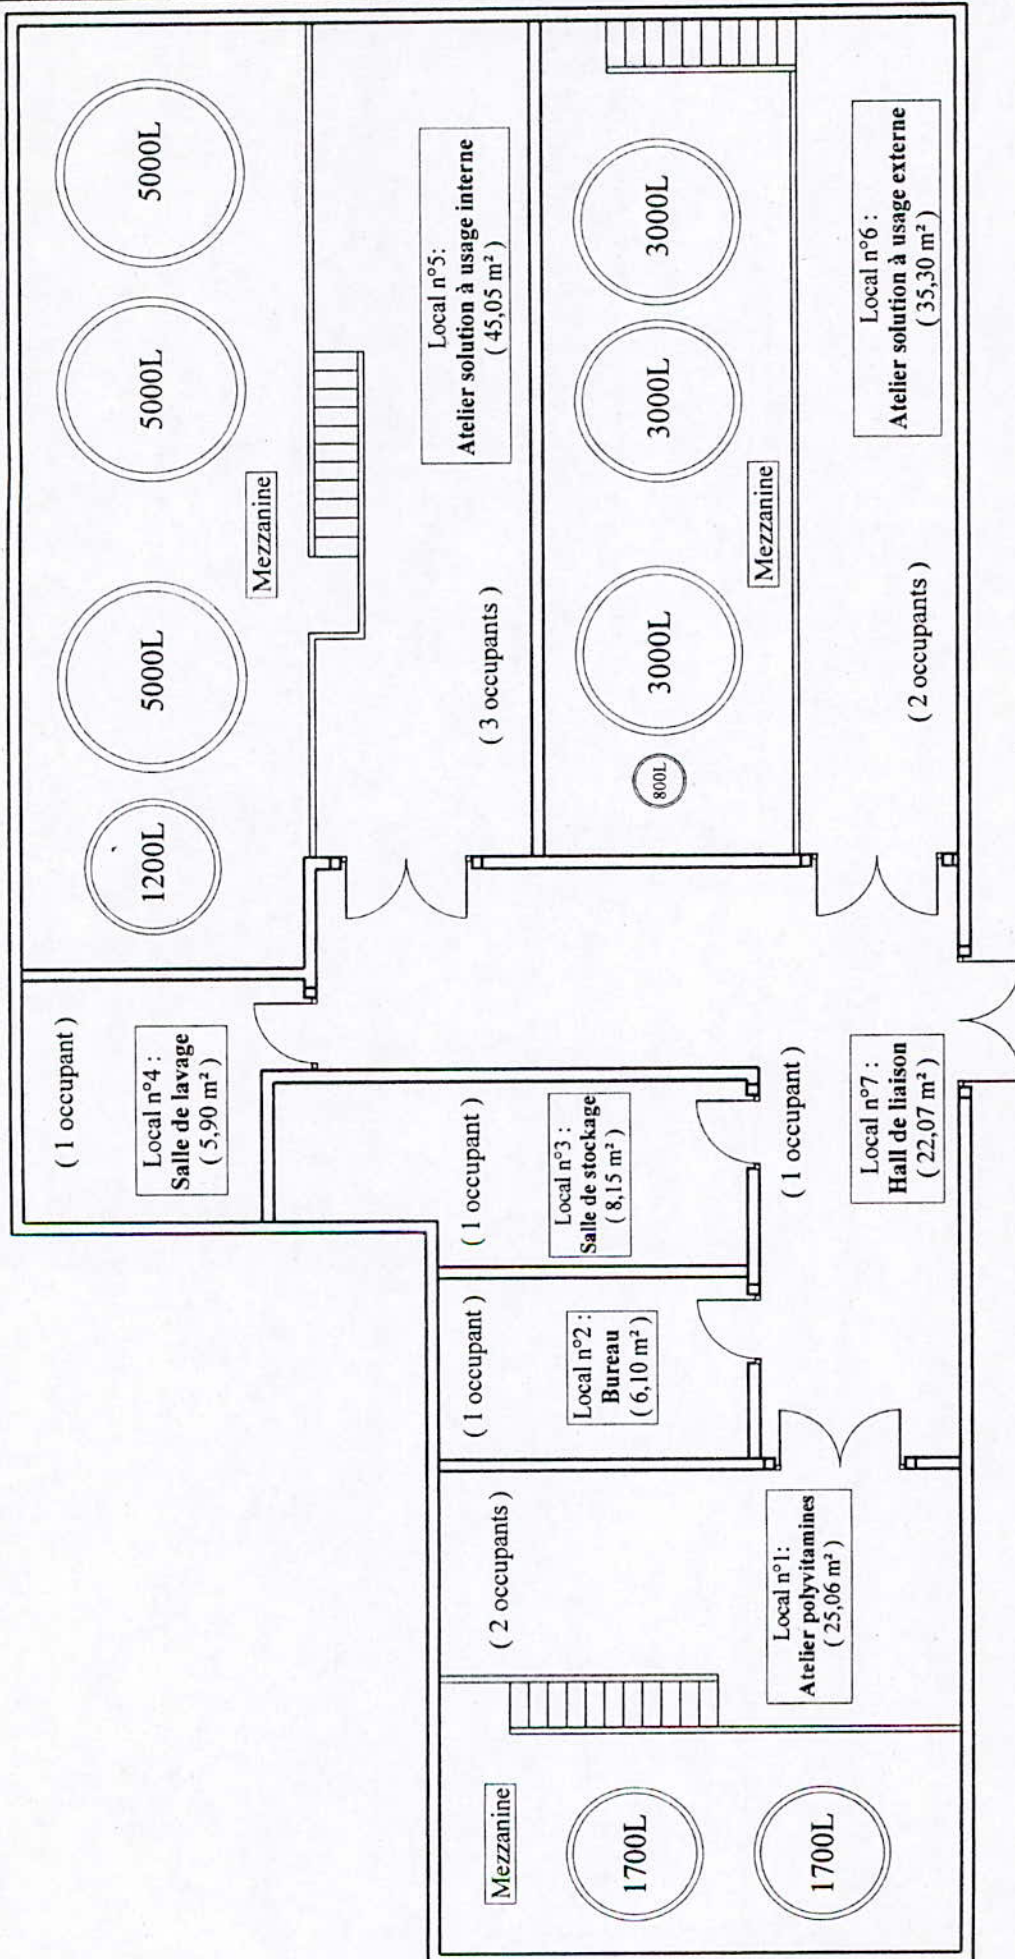 5000L
5000L
5000L
1200L
Mezzanine
Local n°5:
Atelier solution à usage interne
( 45,05 m² )
( 3 occupants )
3000L
3000L
3000L
800L
Mezzanine
Local n°6 :
Atelier solution à usage externe
( 35,30 m² )
( 2 occupants )
( 1 occupant )
Local n°4 :
Salle de lavage
( 5,90 m² )
( 1 occupant )
Local n°3 :
Salle de stockage
( 8,15 m² )
( 1 occupant )
Local n°7 :
Hall de liaison
( 22,07 m² )
( 1 occupant )
Local n°2 :
Bureau
( 6,10 m² )
( 2 occupants )
Local n°1:
Atelier polyvitamines
( 25,06 m² )
Mezzanine
1700L
1700L